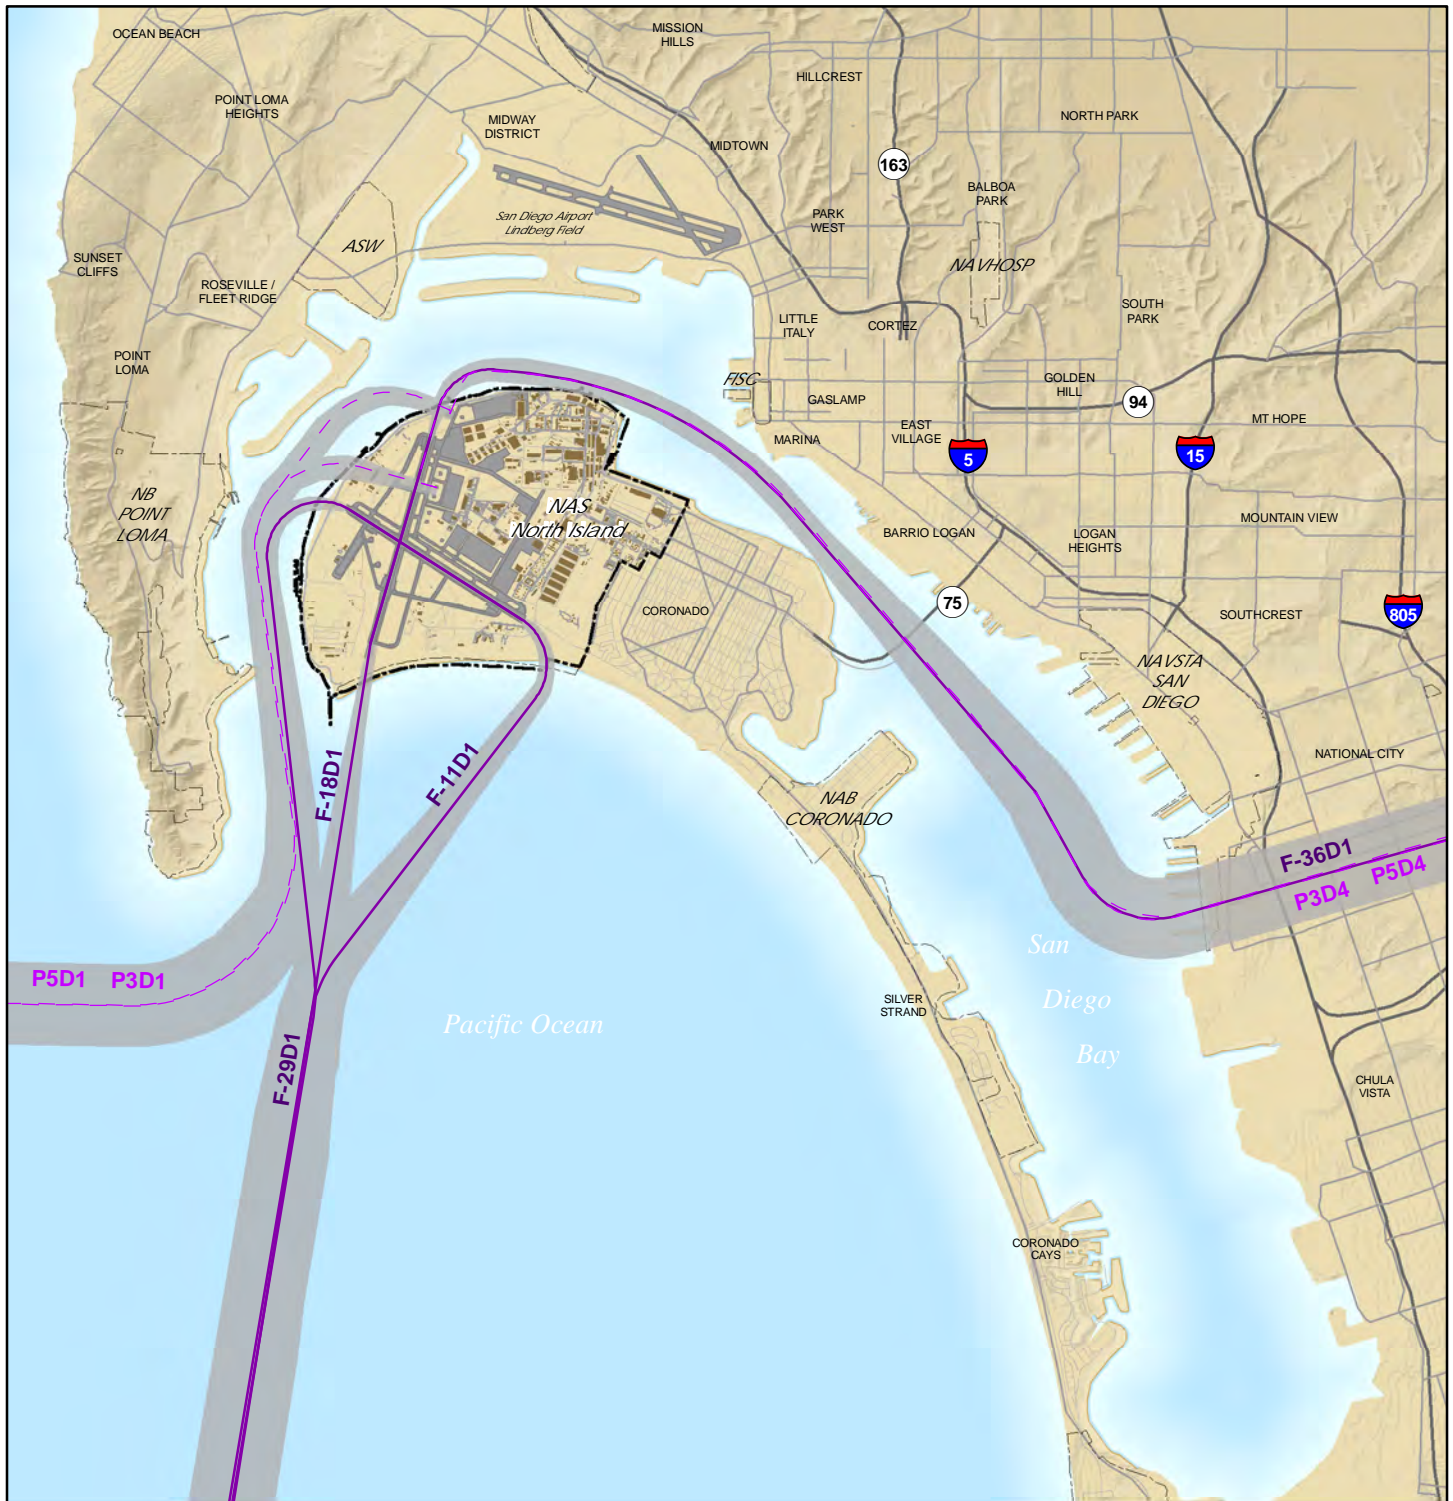 OCEAN BEACH
MISSION
HILLS
HILLCREST
POINT LOMA
HEIGHTS
MIDWAY
DISTRICT
NORTH PARK
MIDTOWN
163
BALBOA
PARK
San Diego Airport
Lindberg Field
PARK
WEST
ASW
SUNSET
CLIFFS
NAVHOSP
ROSEVILLE /
FLEET RIDGE
SOUTH
PARK
LITTLE
ITALY
CORTEZ
POINT
LOMA
FISC
GOLDEN
HILL
GASLAMP
94
MT HOPE
EAST
VILLAGE
MARINA
5
15
NB
POINT
LOMA
NAS
North Island
MOUNTAIN VIEW
BARRIO LOGAN
LOGAN
HEIGHTS
CORONADO
75
SOUTHCREST
805
NAVSTA
SAN
DIEGO
F-18D1
F-11D1
NATIONAL CITY
NAB
CORONADO
F-36D1
P3D4
P5D4
San
Diego
Bay
P5D1
P3D1
SILVER
STRAND
Pacific Ocean
F-29D1
CHULA
VISTA
CORONADO
CAYS